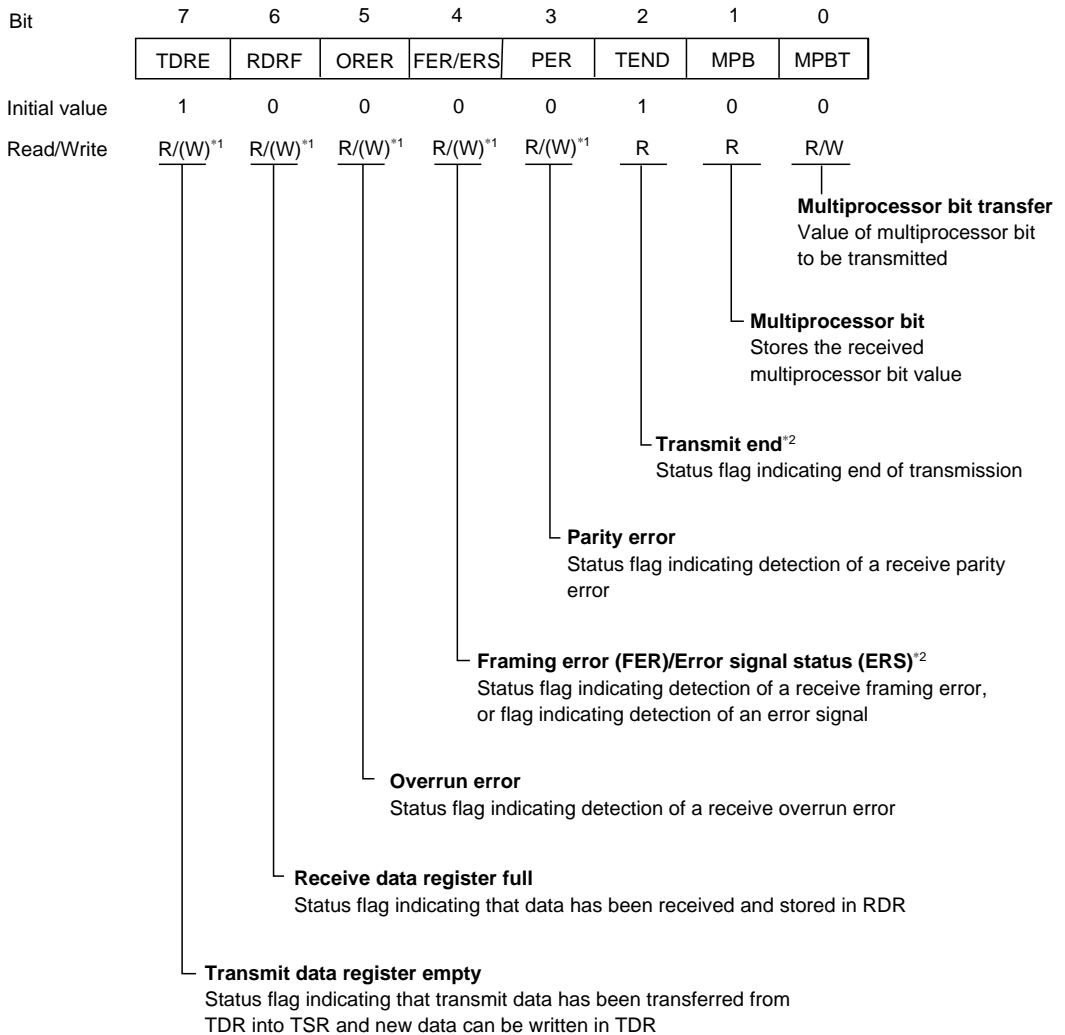 Bit 7 6 5 4 3 2 1 0
TDRE RDRF ORER FER/ERS PER TEND MPB MPBT
Initial value 1 0 0 0 0 1 0 0
Read/Write R/(W)*1 R/(W)*1 R/(W)*1 R/(W)*1 R/(W)*1 R R R/W
Multiprocessor bit transfer
Value of multiprocessor bit
to be transmitted
Multiprocessor bit
Stores the received
multiprocessor bit value
Transmit end*2
Status flag indicating end of transmission
Parity error
Status flag indicating detection of a receive parity
error
Framing error (FER)/Error signal status (ERS)*2
Status flag indicating detection of a receive framing error,
or flag indicating detection of an error signal
Overrun error
Status flag indicating detection of a receive overrun error
Receive data register full
Status flag indicating that data has been received and stored in RDR
Transmit data register empty
Status flag indicating that transmit data has been transferred from
TDR into TSR and new data can be written in TDR